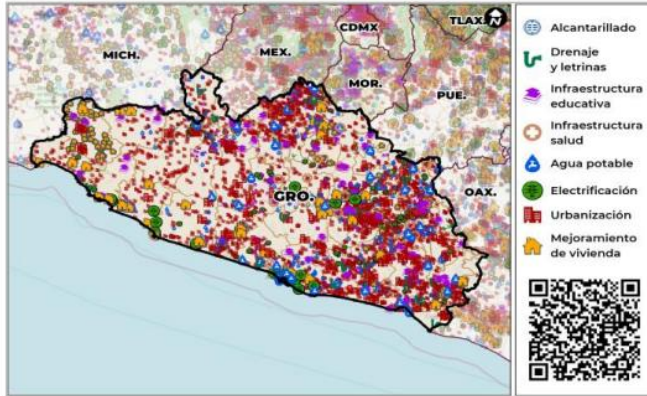 MICH.
MEX.
CDMX
TLAX.
MOR.
PUE.
GRO.
OAX.
N
Alcantarillado
Drenaje
y letrinas
Infraestructura
educativa
Infraestructura
salud
Agua potable
Electrificación
Urbanización
Mejoramiento
de vivienda